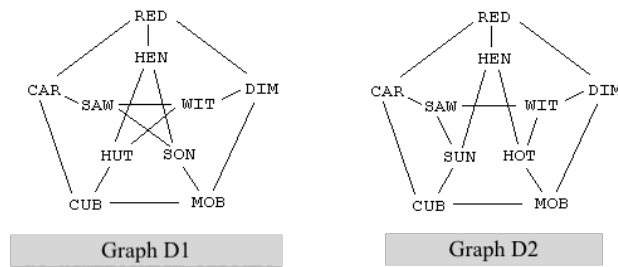 RED RED
HEN HEN
CAR SAW WIT DIM CAR SAW WIT DIM
HUT SON SUN HOT
CUB MOB CUB MOB
Graph D1 Graph D2